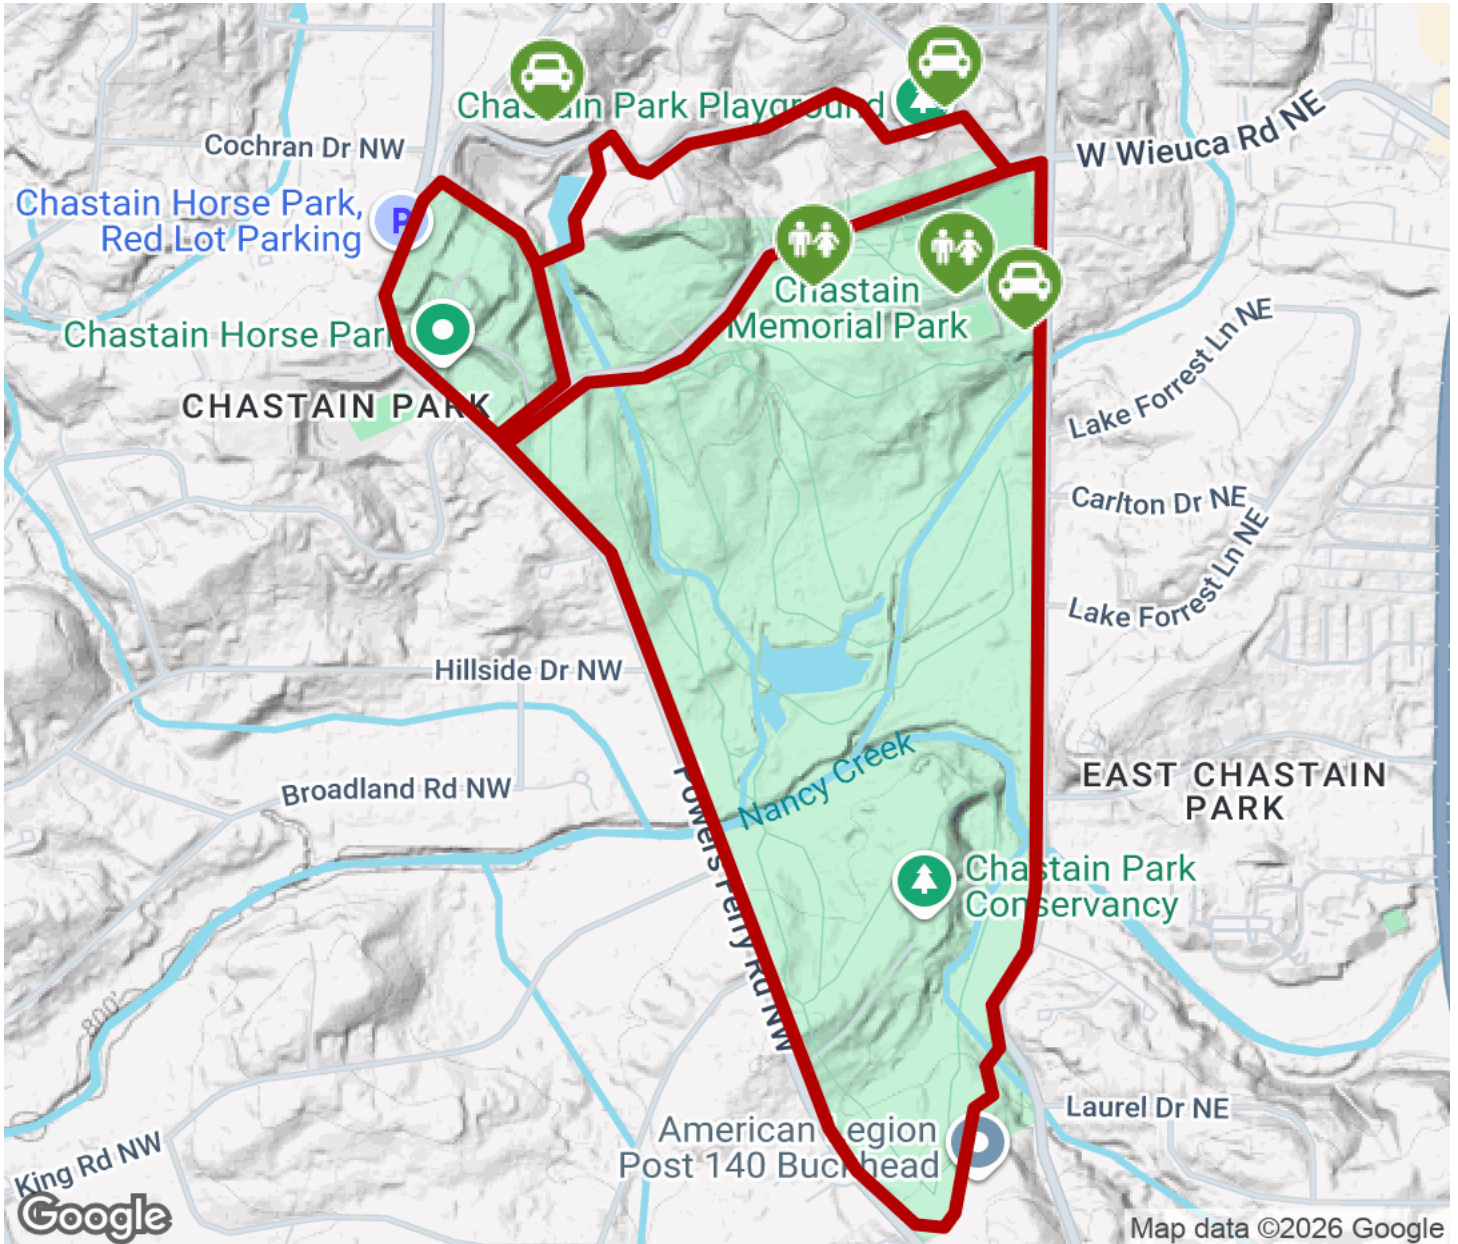 Chastain Park Playground
Cochran Dr NW
W Wieuca Rd NE
Chastain Horse Park,
Red Lot Parking
P
Chastain Horse Park
Chastain
Memorial Park
CHASTAIN PARK
Lake Forrest Ln NE
Carlton Dr NE
Lake Forrest Ln NE
Hillside Dr NW
Broadland Rd NW
Nancy Creek
EAST CHASTAIN
PARK
Powers Ferry Rd NW
Chastain Park
Conservancy
800'
Laurel Dr NE
American Legion
Post 140 Buckhead
King Rd NW
Google
Map data ©2026 Google